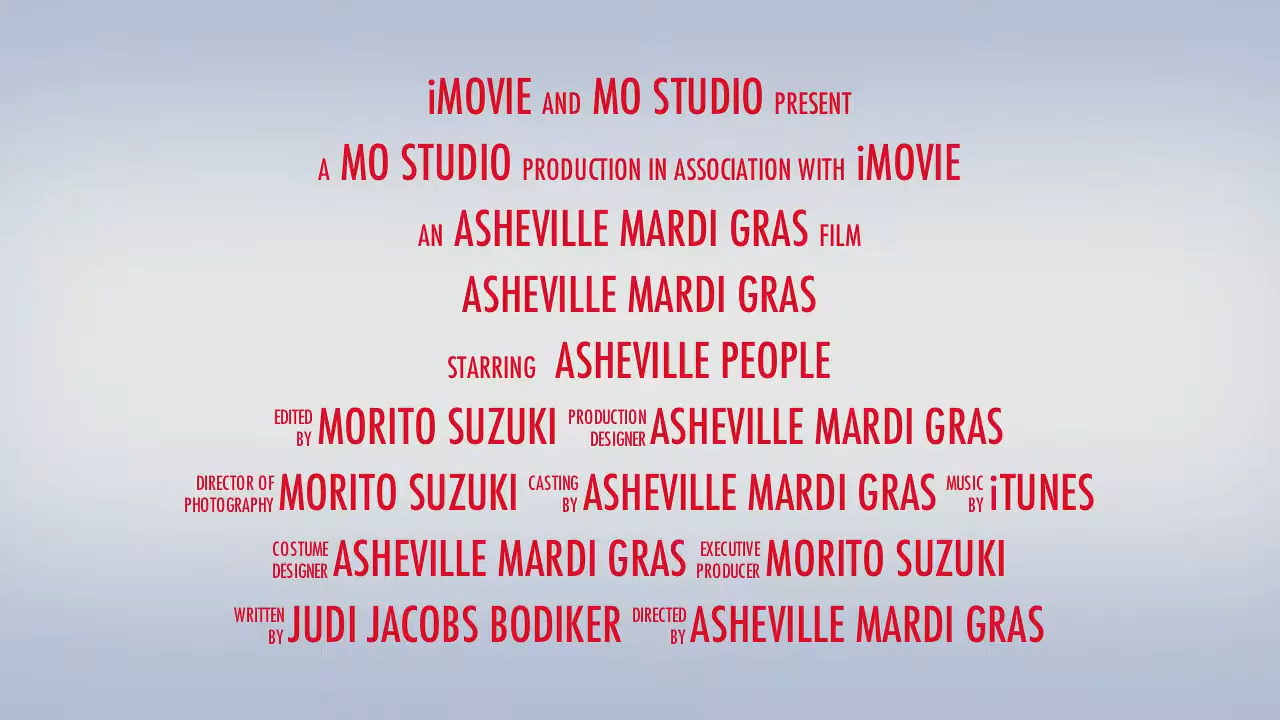 iMOVIE AND MO STUDIO PRESENT
A MO STUDIO PRODUCTION IN ASSOCIATION WITH iMOVIE
AN ASHEVILLE MARDI GRAS FILM
ASHEVILLE MARDI GRAS
STARRING ASHEVILLE PEOPLE
EDITED BY MORITO SUZUKI PRODUCTION DESIGNER ASHEVILLE MARDI GRAS
DIRECTOR OF PHOTOGRAPHY MORITO SUZUKI CASTING BY ASHEVILLE MARDI GRAS MUSIC BY iTUNES
COSTUME DESIGNER ASHEVILLE MARDI GRAS EXECUTIVE PRODUCER MORITO SUZUKI
WRITTEN BY JUDI JACOBS BODIKER DIRECTED BY ASHEVILLE MARDI GRAS